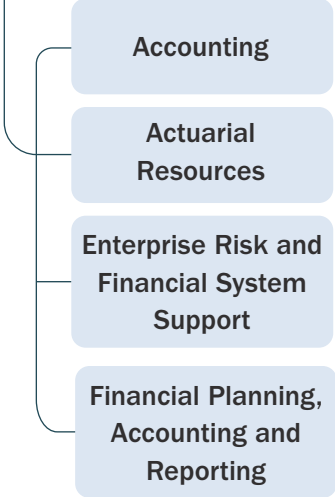 Accounting
Actuarial
Resources
Enterprise Risk and
Financial System
Support
Financial Planning,
Accounting and
Reporting